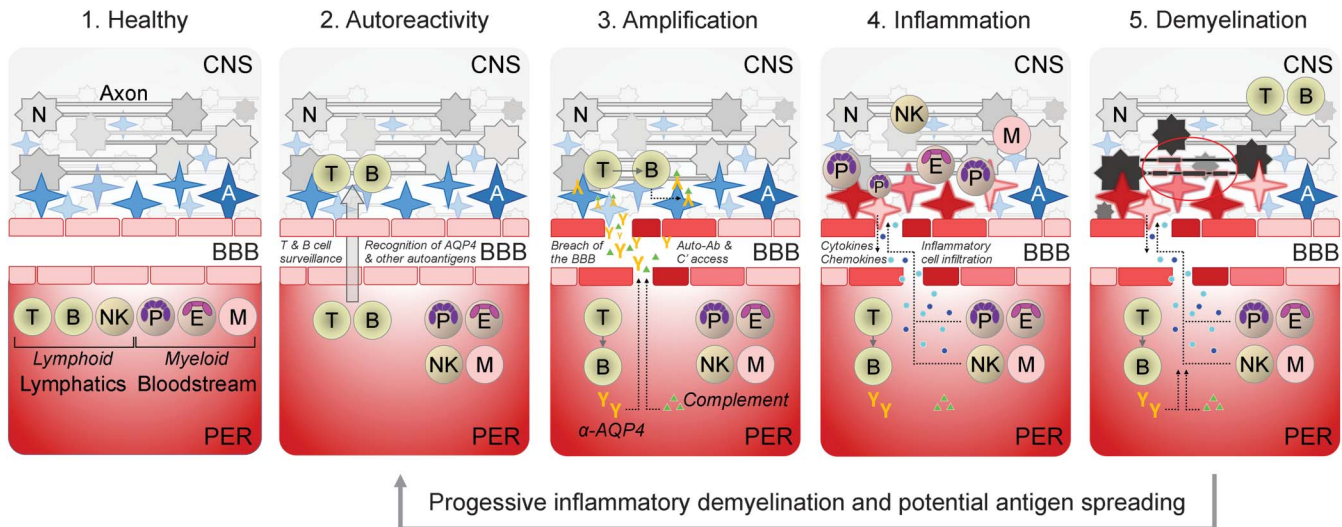 1. Healthy
CNS
N
Axon
A
BBB
T B NK P E M
Lymphoid Myeloid
Lymphatics Bloodstream
PER
2. Autoreactivity
CNS
N
T B
A
T & B cell
surveillance
Recognition of AQP4
& other autoantigens
BBB
T B P E
NK M
PER
3. Amplification
CNS
N
T B
A
Breach of
the BBB
Auto-Ab &
C' access
BBB
T P E
B NK M
Y Y
Complement
α-AQP4
PER
4. Inflammation
CNS
N NK
M
P E P
P
A
Cytokines
Chemokines
Inflammatory
cell infiltration
BBB
T P E
B NK M
Y Y
PER
5. Demyelination
CNS
T B
N
A
BBB
T P E
B NK M
Y Y
PER
Progessive inflammatory demyelination and potential antigen spreading